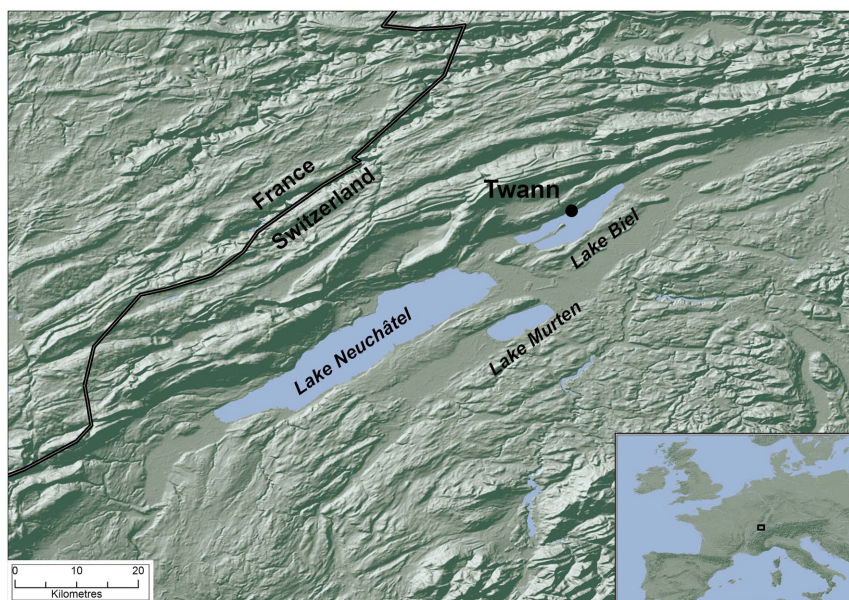 France
Switzerland
Twann
Lake Biel
Lake Neuchâtel
Lake Murten
0 10 20
Kilometres